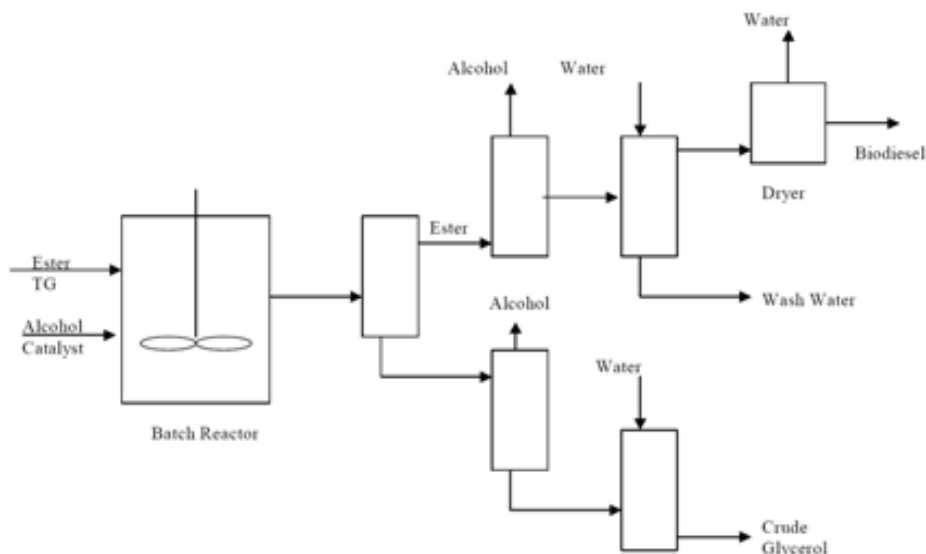 Water
Alcohol
Water
Biodiesel
Dryer
Ester
Ester
TG
Wash Water
Alcohol
Alcohol
Catalyst
Water
Batch Reactor
Crude
Glycerol